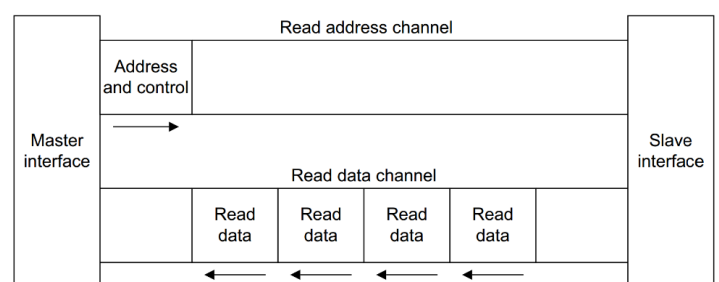 Read address channel
Address
and control
Master
interface
Slave
interface
Read data channel
Read
data
Read
data
Read
data
Read
data